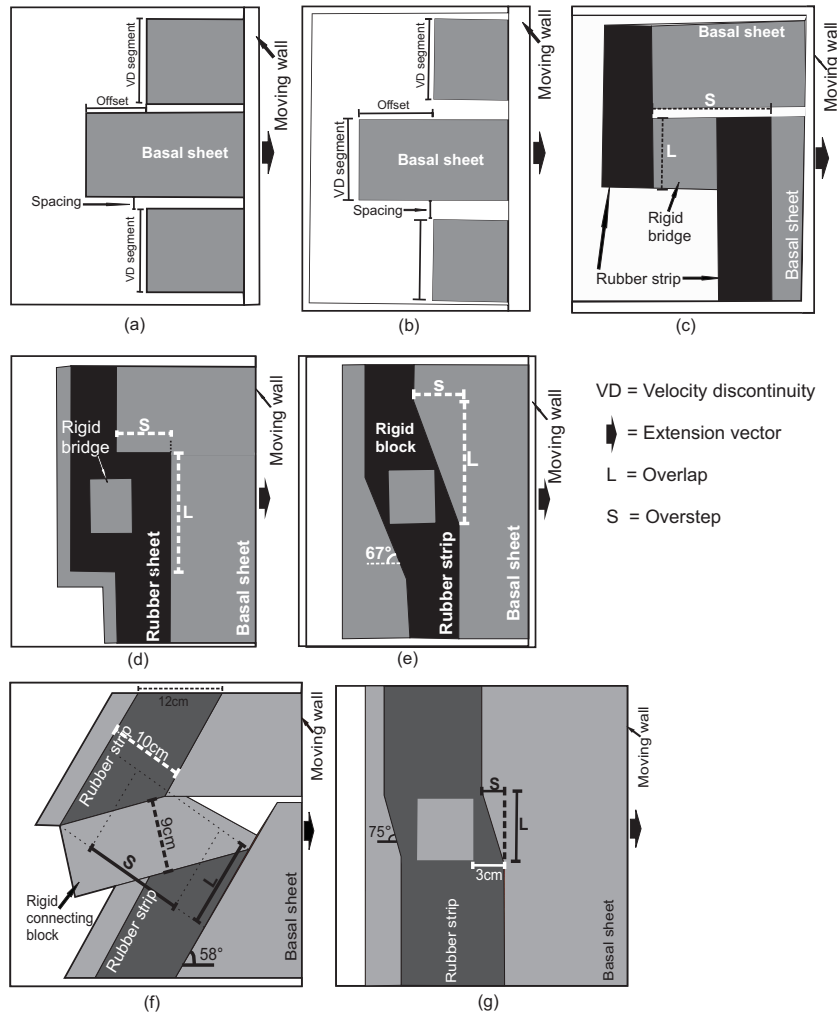 VD segment
Offset
Basal sheet
Spacing
VD segment
Moving wall
(a)
VD segment
Offset
Basal sheet
Spacing
Moving wall
(b)
Basal sheet
S
L
Rigid
bridge
Rubber strip
Basal sheet
Moving wall
(c)
Rigid
bridge
S
L
Rubber sheet
Basal sheet
Moving wall
(d)
S
Rigid
block
L
67°
Rubber strip
Basal sheet
Moving wall
(e)
VD = Velocity discontinuity
= Extension vector
L = Overlap
S = Overstep
12cm
10cm
Rubber strip
9cm
S
L
Rigid
connecting
block
Rubber strip
58°
Basal sheet
Moving wall
(f)
S
L
75°
3cm
Rubber strip
Basal sheet
Moving wall
(g)